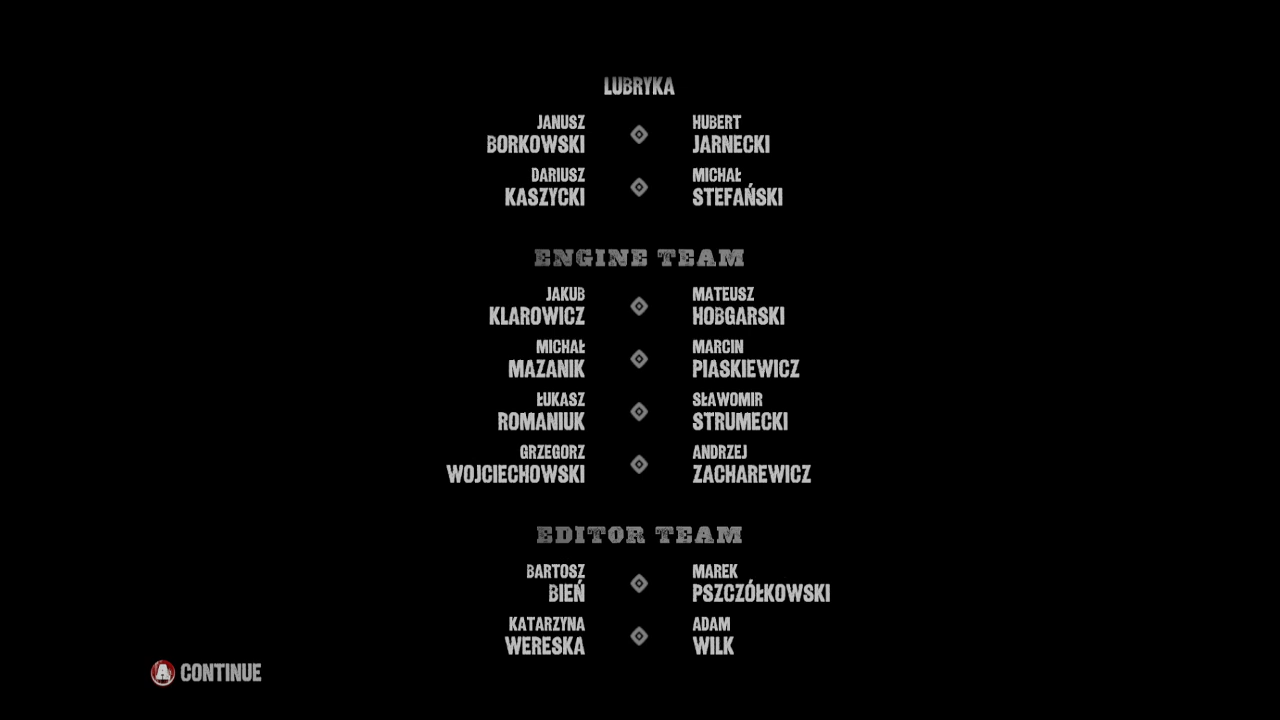 LUBRYKA
JANUSZ BORKOWSKI
HUBERT JARNECKI
DARIUSZ KASZYCKI
MICHAŁ STEFAŃSKI
ENGINE TEAM
JAKUB KLAROWICZ
MATEUSZ HOBGARSKI
MICHAŁ MAZANIK
MARCIN PIASKIEWICZ
ŁUKASZ ROMANIUK
SŁAWOMIR STRUMECKI
GRZEGORZ WOJCIECHOWSKI
ANDRZEJ ZACHAREWICZ
EDITOR TEAM
BARTOSZ BIEŃ
MAREK PSZCZÓŁKOWSKI
KATARZYNA WERESKA
ADAM WILK
A CONTINUE